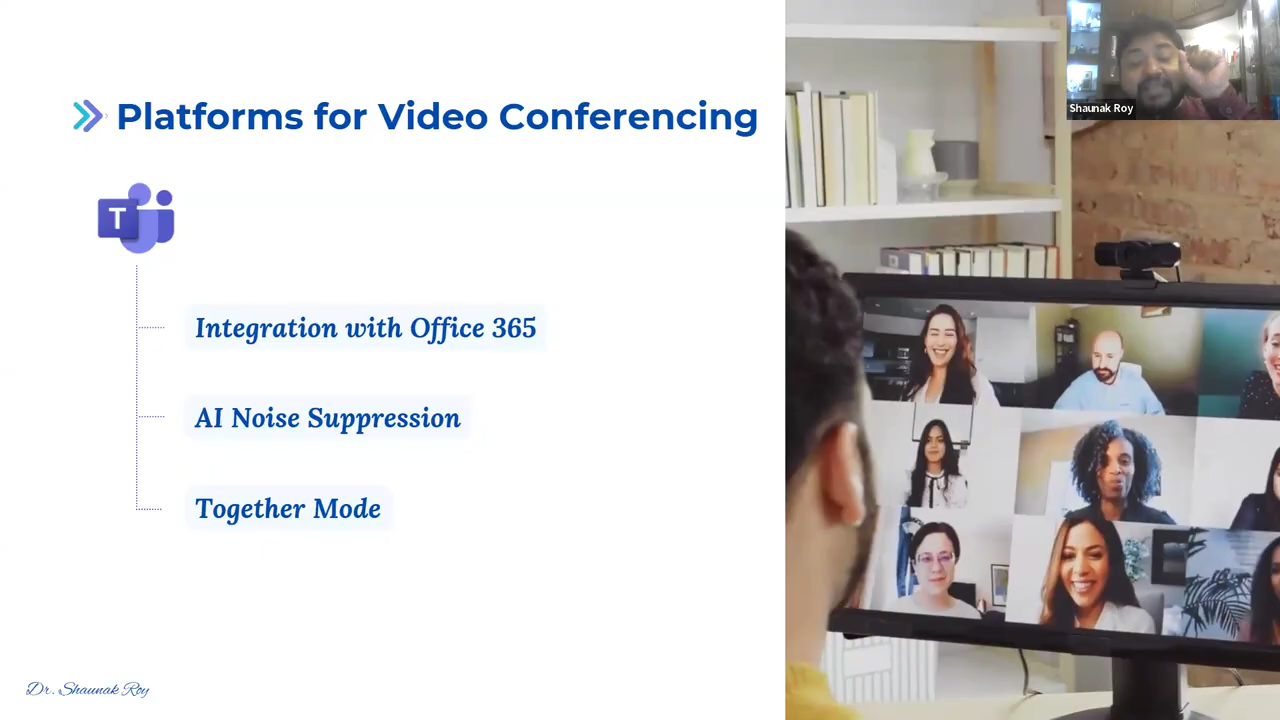 Platforms for Video Conferencing
Shaunak Roy
T
Integration with Office 365
AI Noise Suppression
Together Mode
Dr. Shaunak Roy